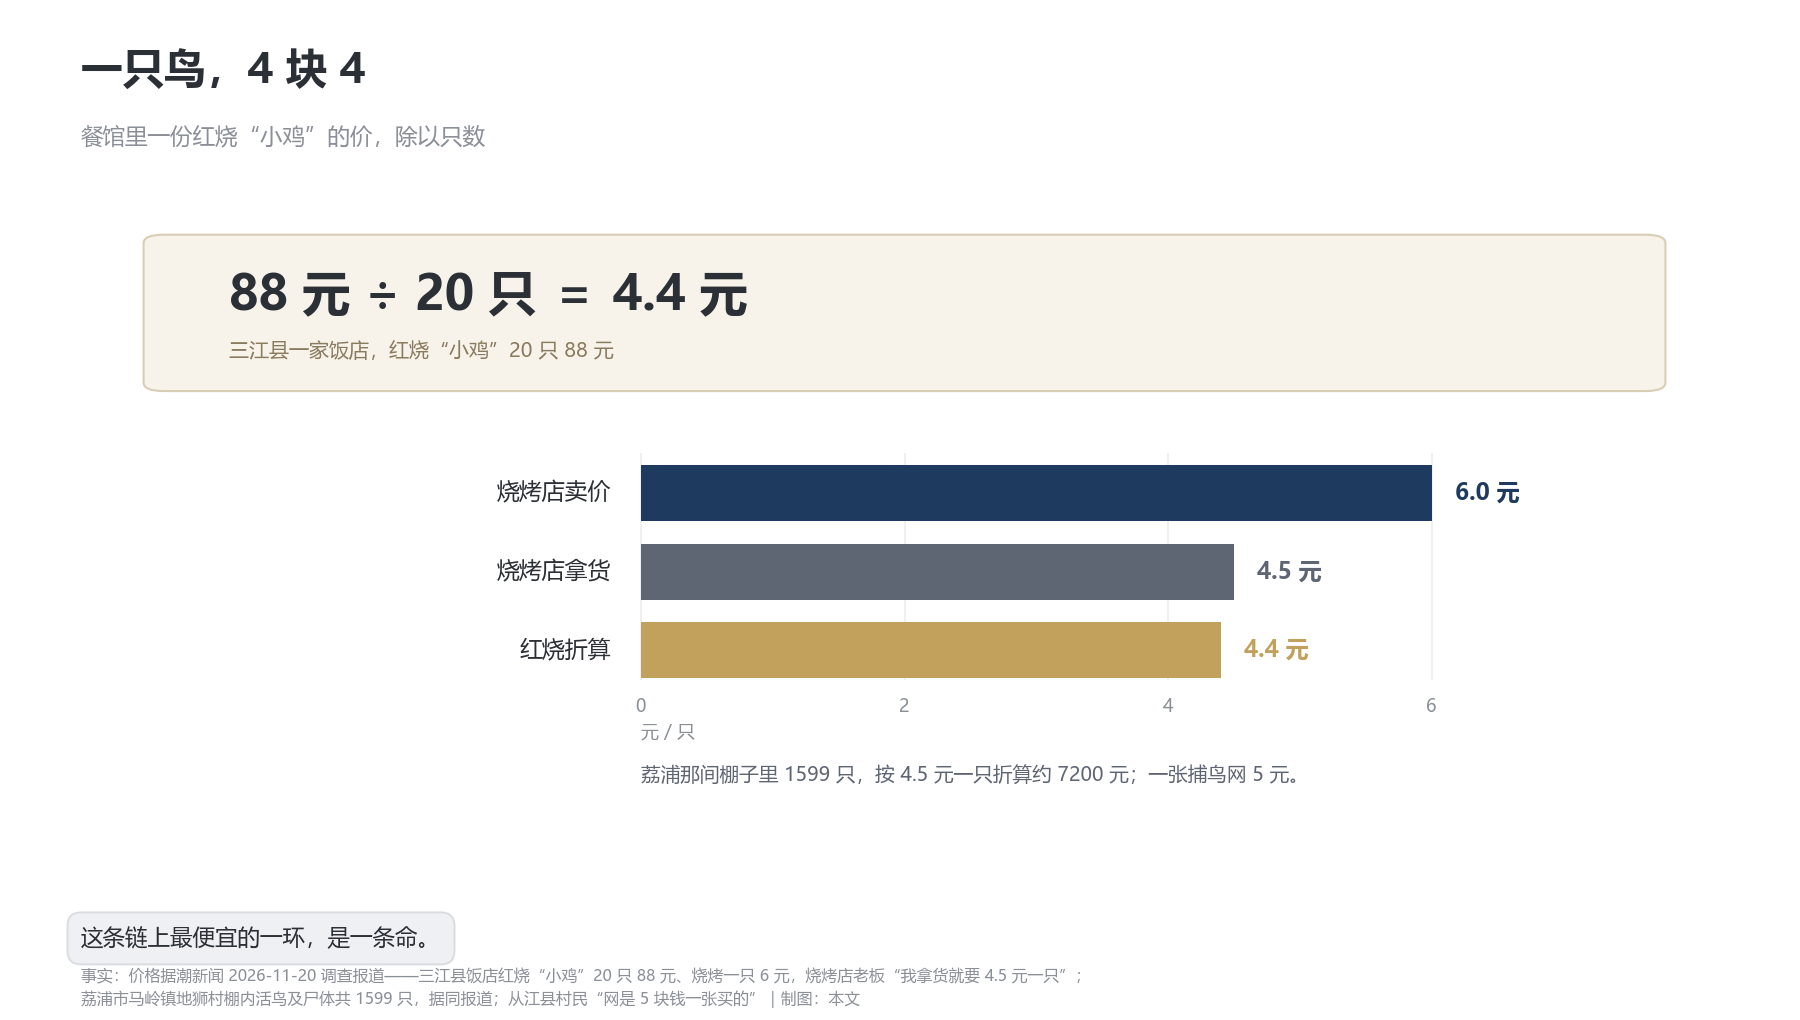 一只鸟，4 块 4
餐馆里一份红烧“小鸡”的价，除以只数
88 元 ÷ 20 只 = 4.4 元
三江县一家饭店，红烧“小鸡”20 只 88 元
烧烤店卖价
6.0 元
烧烤店拿货
4.5 元
红烧折算
4.4 元
0 2 4 6
元 / 只
荔浦那间棚子里 1599 只，按 4.5 元一只折算约 7200 元；一张捕鸟网 5 元。
这条链上最便宜的一环，是一条命。
事实：价格据潮新闻 2026-11-20 调查报道——三江县饭店红烧“小鸡”20 只 88 元、烧烤一只 6 元，烧烤店老板“我拿货就要 4.5 元一只”；
荔浦市马岭镇地狮村棚内活鸟及尸体共 1599 只，据同报道；从江县村民“网是 5 块钱一张买的” | 制图：本文